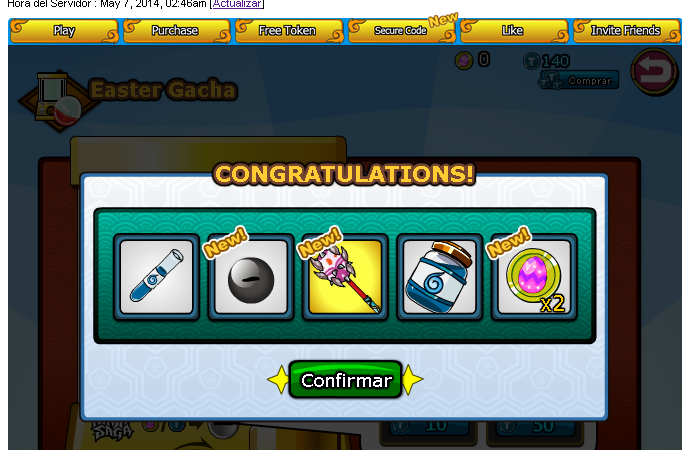 Hora del Servidor : May 7, 2014, 02:46am [Actualizar]
Play Purchase Free Token Secure Code New Like Invite Friends
0 140
Comprar
Easter Gacha
CONGRATULATIONS!
New! New! New!
x2
Confirmar
SAGA 10 50